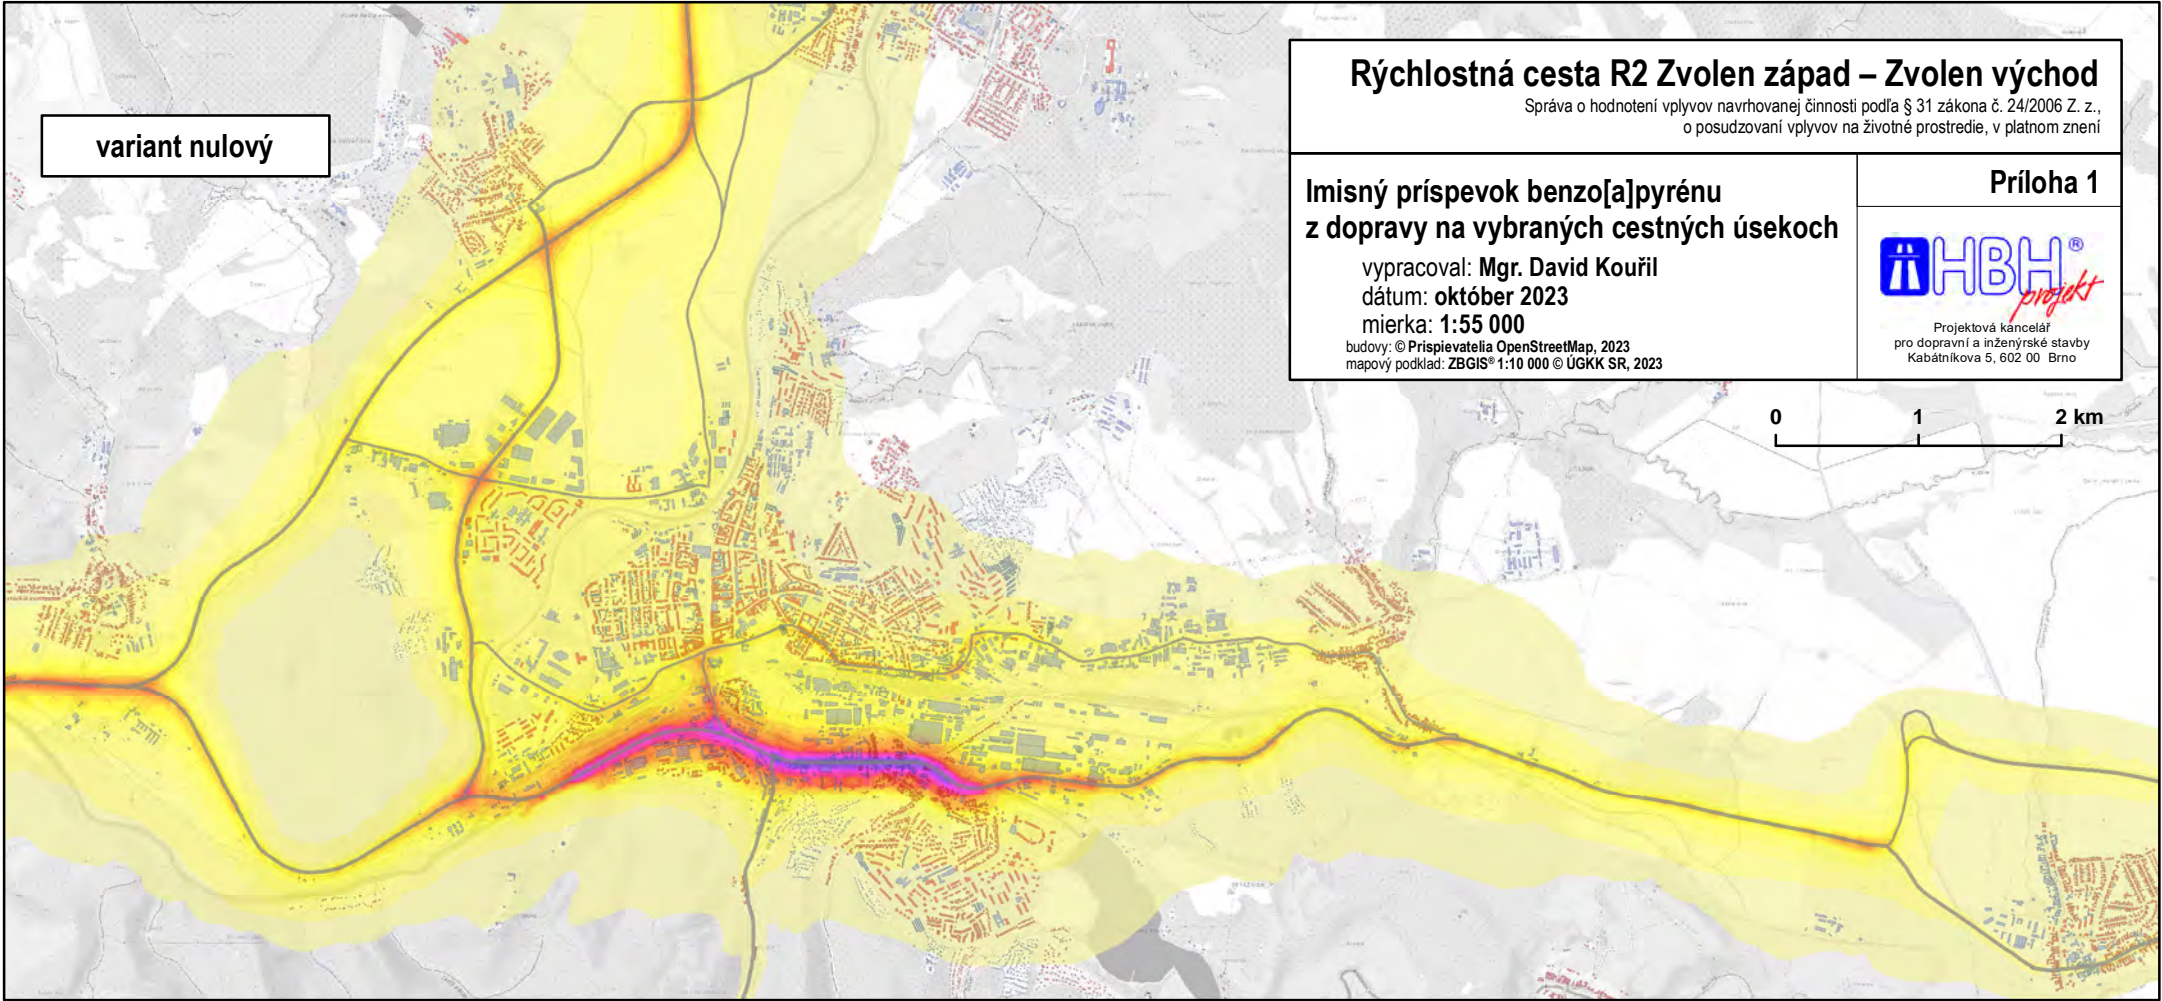 variant nulový
Rýchlostná cesta R2 Zvolen západ – Zvolen východ
Správa o hodnotení vplyvov navrhovanej činnosti podľa § 31 zákona č. 24/2006 Z. z.,
o posudzovaní vplyvov na životné prostredie, v platnom znení
Imisný príspevok benzo[a]pyrénu
z dopravy na vybraných cestných úsekoch
vypracoval: Mgr. David Kouřil
dátum: október 2023
mierka: 1:55 000
budovy: © Prispievatelia OpenStreetMap, 2023
mapový podklad: ZBGIS® 1:10 000 © ÚGKK SR, 2023
Príloha 1
HBH®
projekt
Projektová kancelář
pro dopravní a inženýrské stavby
Kabátníkova 5, 602 00 Brno
0 1 2 km